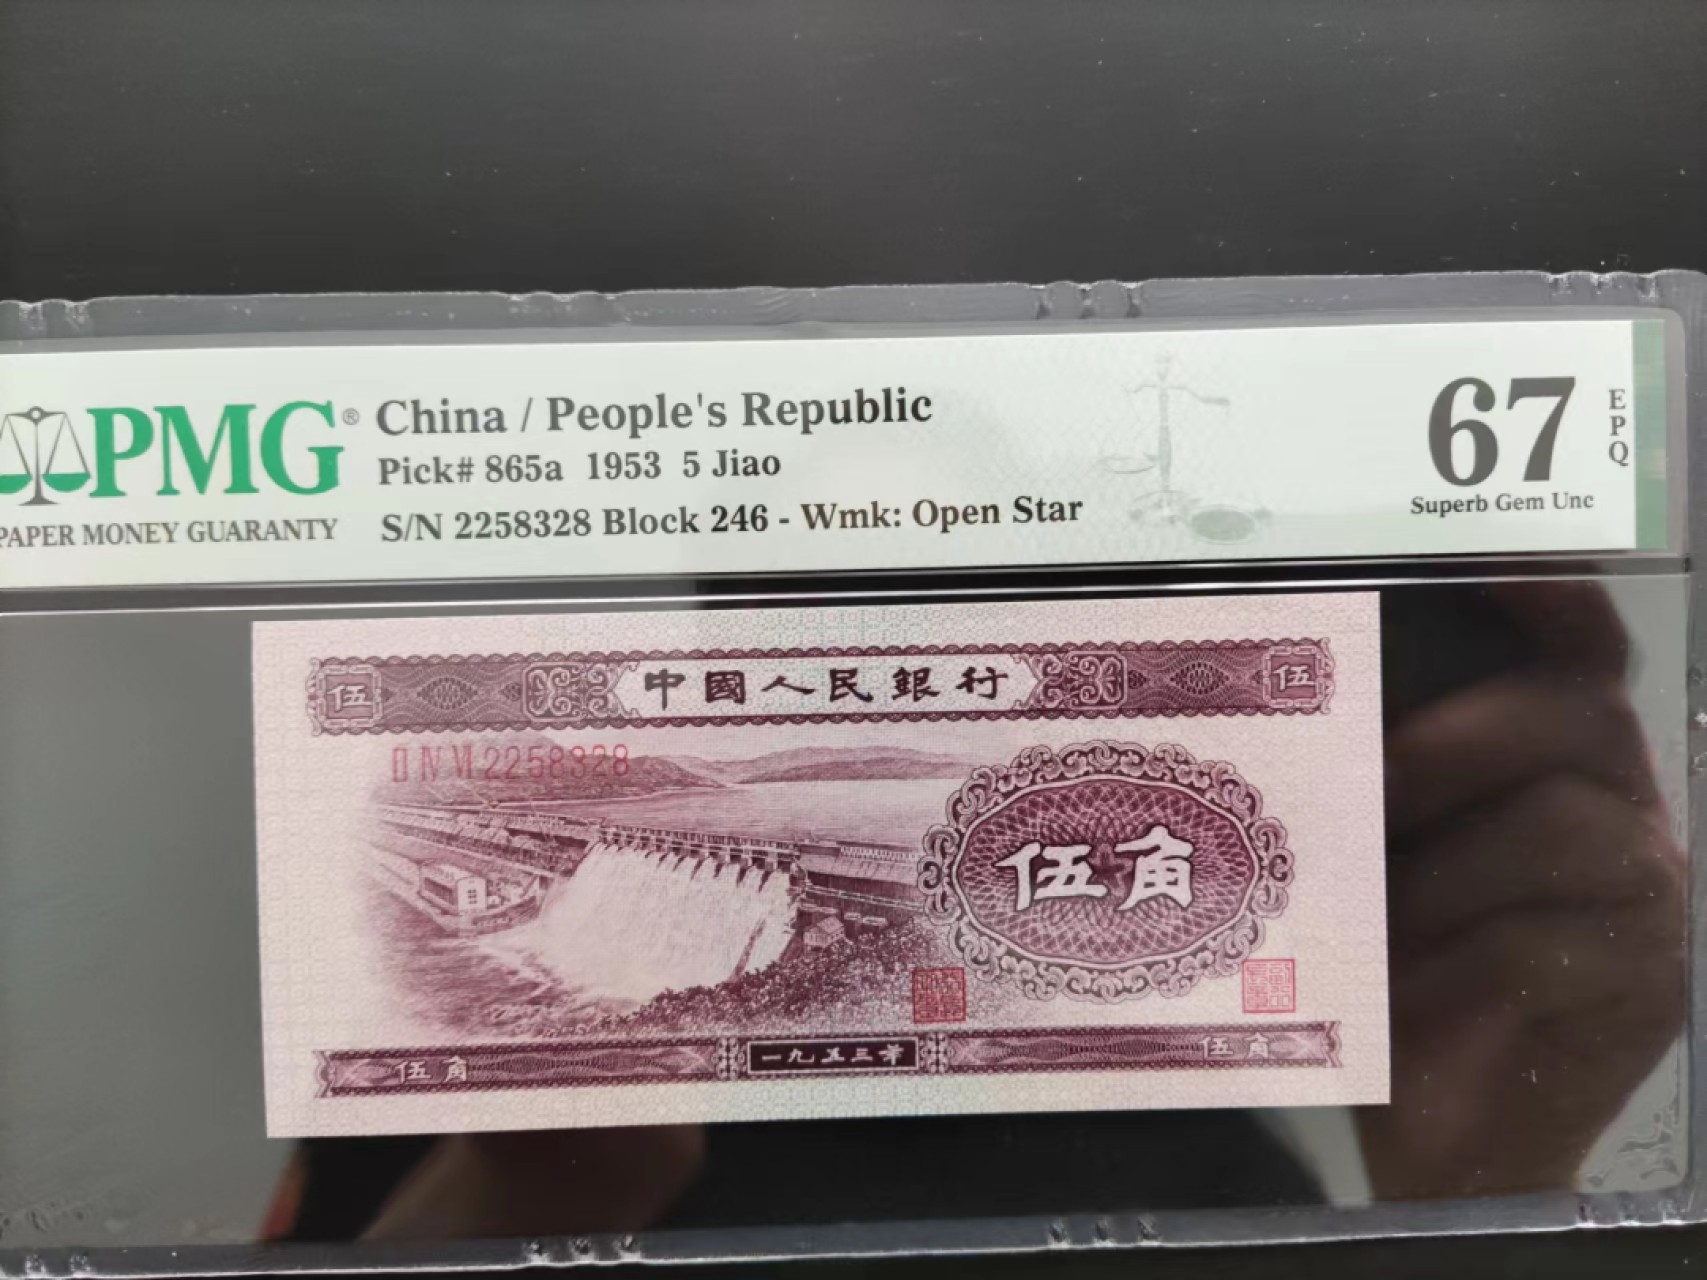 PMG®
PAPER MONEY GUARANTY
China / People's Republic
Pick# 865a 1953 5 Jiao
S/N 2258328 Block 246 - Wmk: Open Star
67
EPQ
Superb Gem Unc
伍 中國人民銀行 伍
II IV VI 2258328
伍角
伍角 一九五三年 伍角